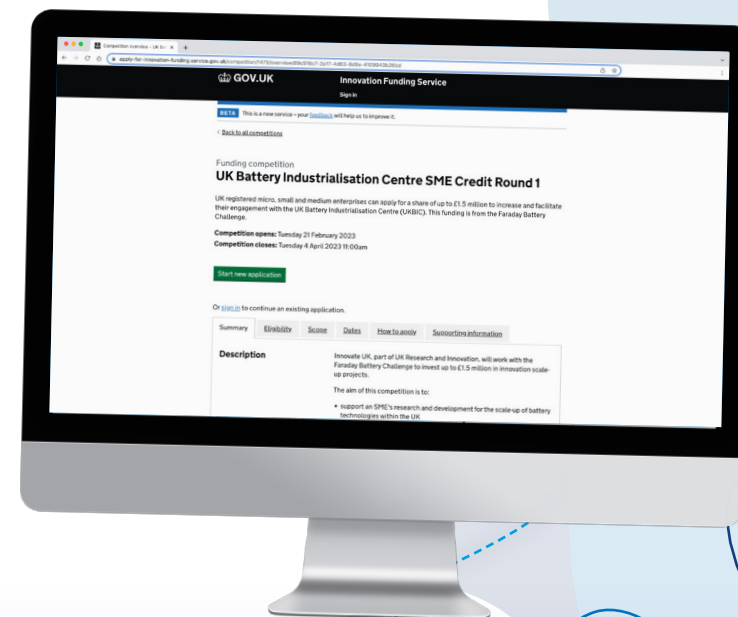 Competition overview - UK B
GOV.UK
Innovation Funding Service
Sign in
BETA This is a new service – your feedback will help us to improve it.
Back to all competitions
Funding competition
UK Battery Industrialisation Centre SME Credit Round 1
UK registered micro, small and medium enterprises can apply for a share of up to £1.5 million to increase and facilitate
their engagement with the UK Battery Industrialisation Centre (UKBIC). This funding is from the Faraday Battery
Challenge.
Competition opens: Tuesday 21 February 2023
Competition closes: Tuesday 4 April 2023 11:00am
Start new application
Or sign in to continue an existing application.
Summary Eligibility Scope Dates How to apply Supporting information
Description
Innovate UK, part of UK Research and Innovation, will work with the
Faraday Battery Challenge to invest up to £1.5 million in innovation scale-
up projects.
The aim of this competition is to:
• support an SME's research and development for the scale-up of battery
technologies within the UK